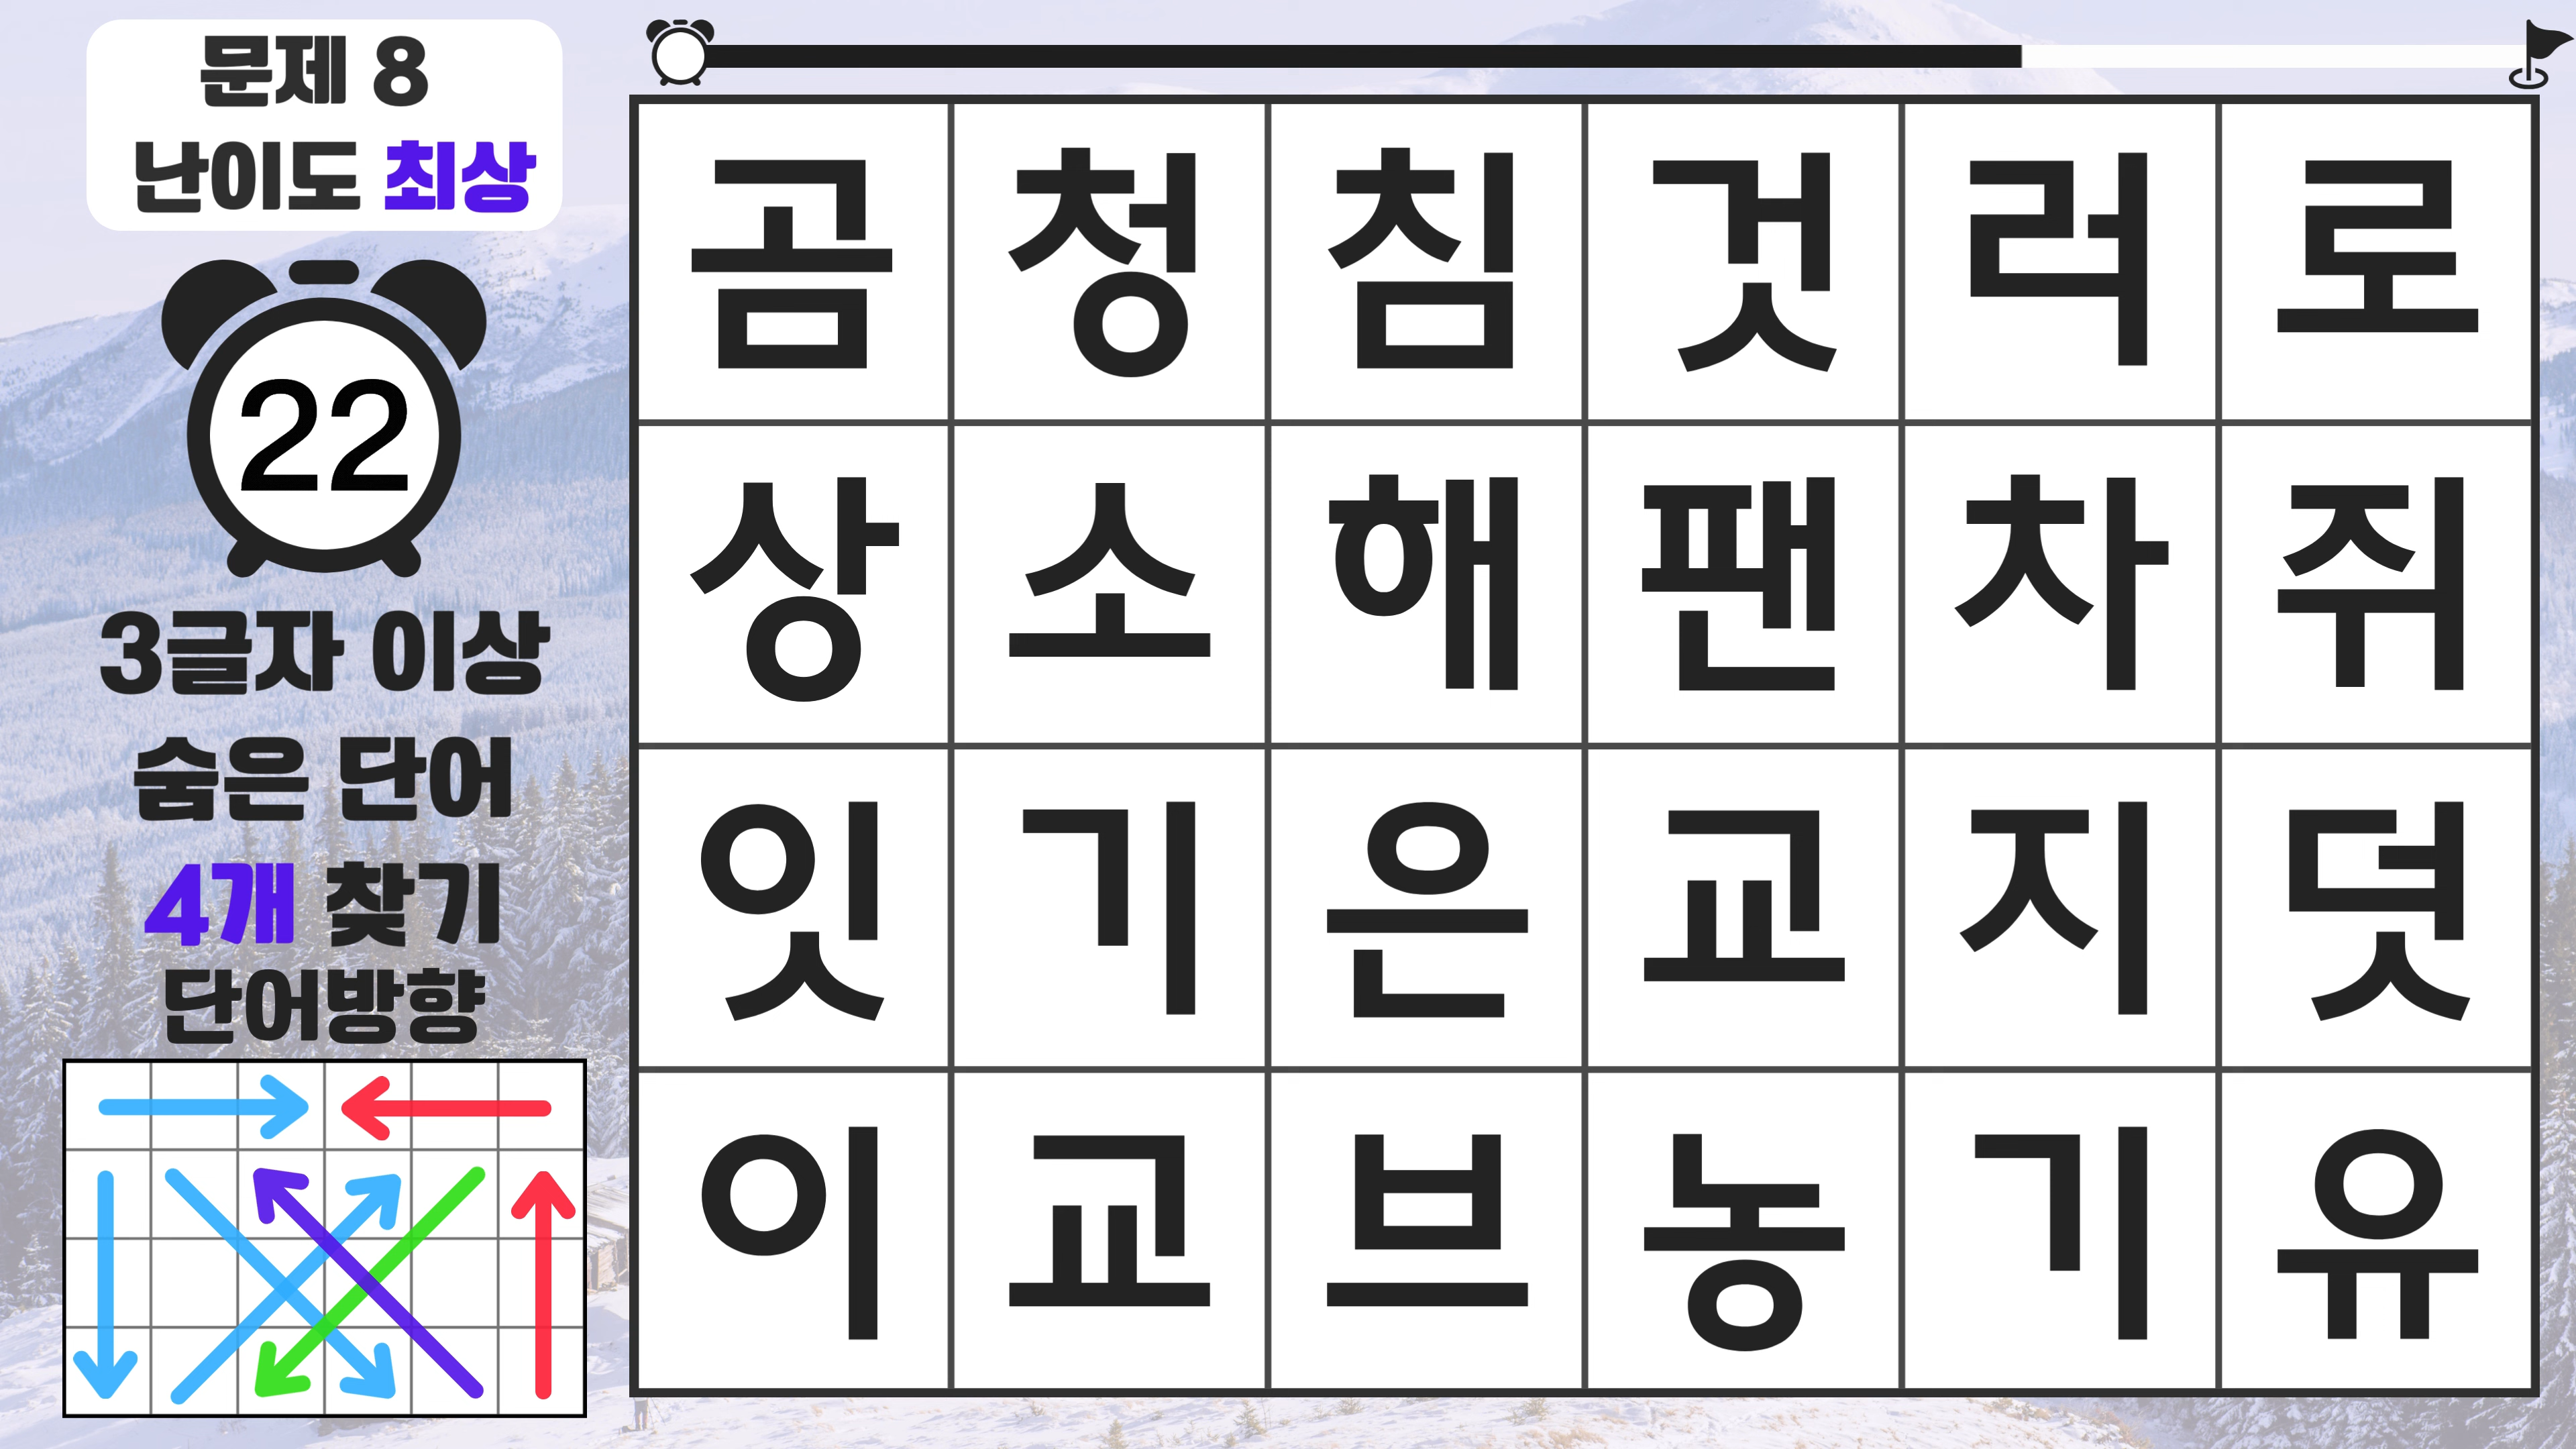 문제 8
난이도 최상
22
3글자 이상
숨은 단어
4개 찾기
단어방향
곰 청 침 것 러 로
상 소 해 팬 차 쥐
잇 기 은 교 지 덧
이 교 브 농 기 유